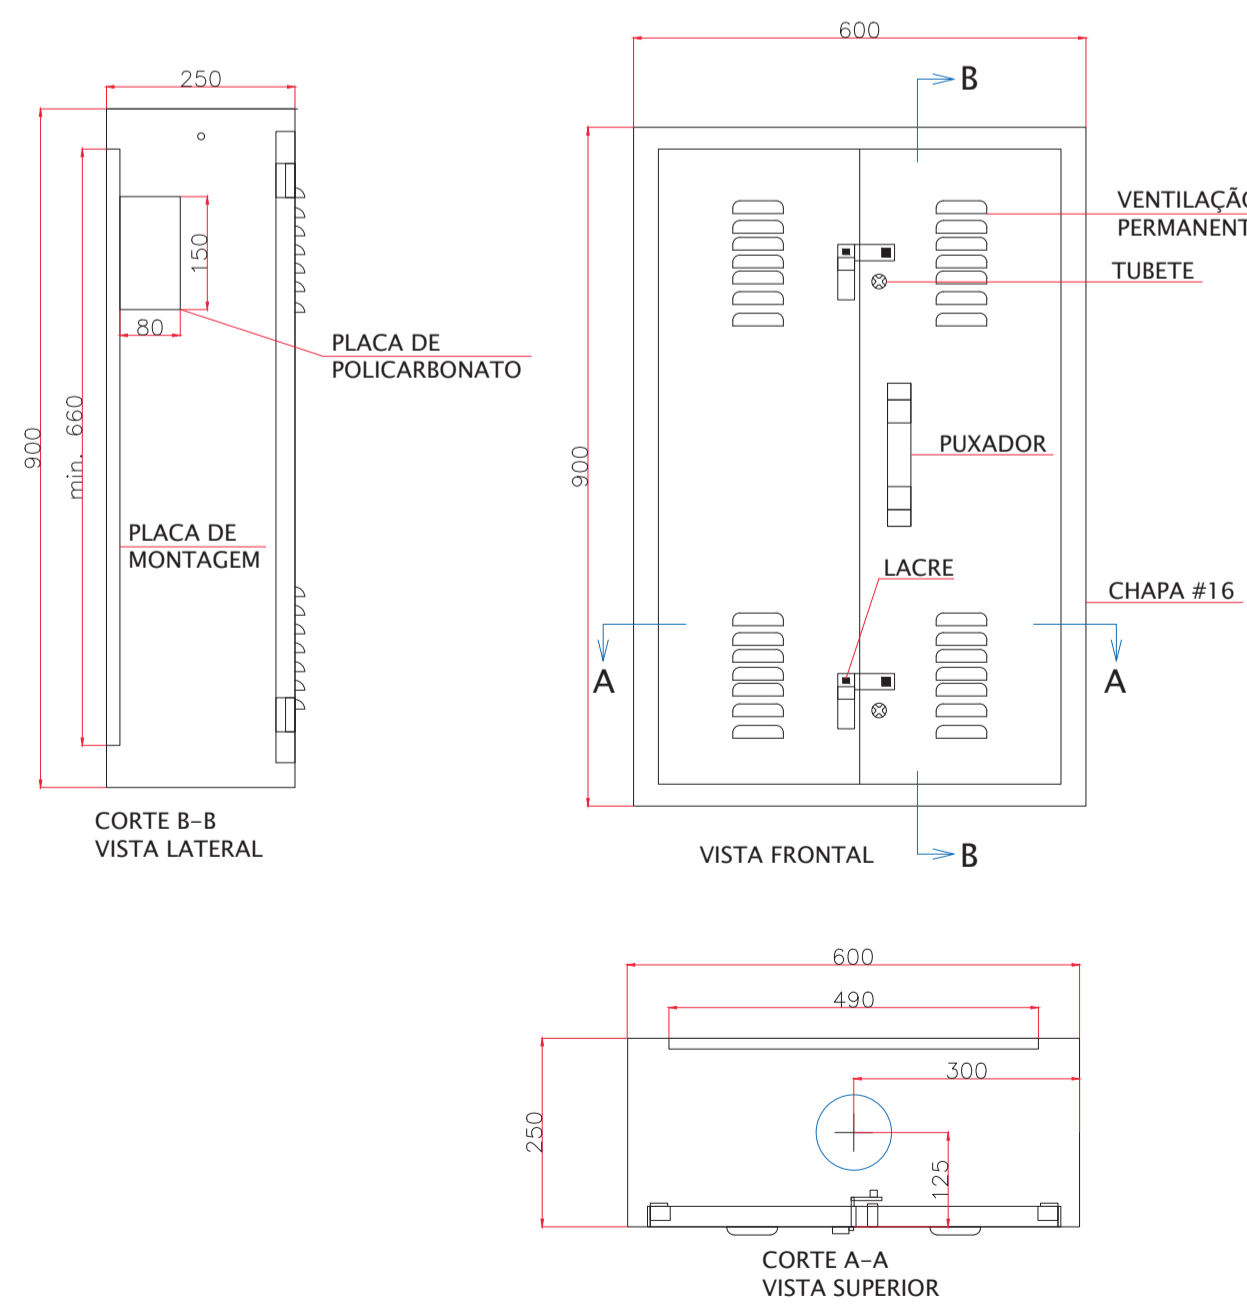 250
900
min. 660
150
80
PLACA DE
POLICARBONATO
PLACA DE
MONTAGEM
CORTE B-B
VISTA LATERAL
600
B
900
VENTILAÇÃO
PERMANENT
TUBETE
PUXADOR
LACRE
CHAPA #16
A
A
VISTA FRONTAL
B
600
490
300
250
125
CORTE A-A
VISTA SUPERIOR